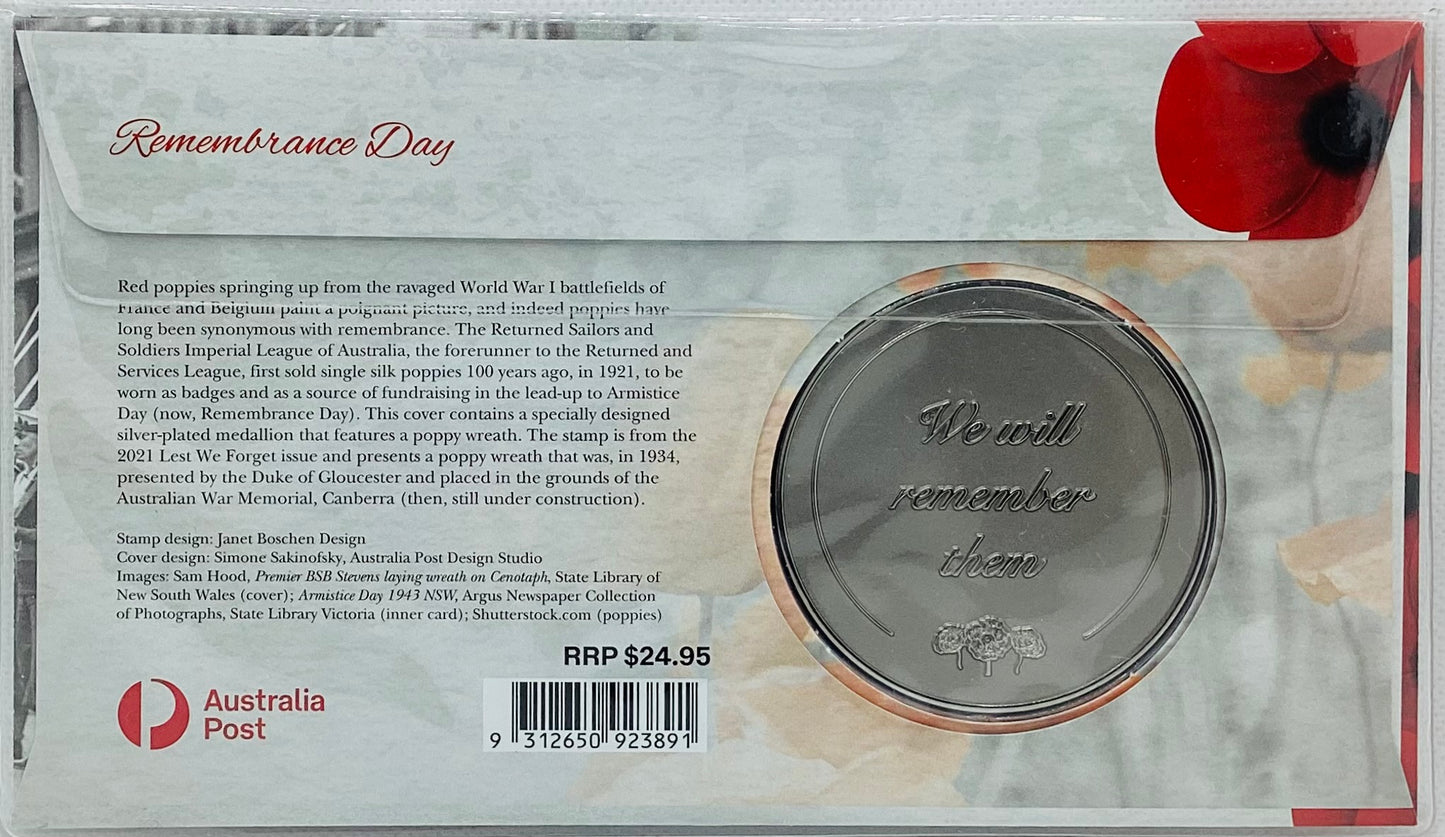 Remembrance Day
Red poppies springing up from the ravaged World War I battlefields of
France and Belgium paint a poignant picture, and indeed poppies have
long been synonymous with remembrance. The Returned Sailors and
Soldiers Imperial League of Australia, the forerunner to the Returned and
Services League, first sold single silk poppies 100 years ago, in 1921, to be
worn as badges and as a source of fundraising in the lead-up to Armistice
Day (now, Remembrance Day). This cover contains a specially designed
silver-plated medallion that features a poppy wreath. The stamp is from the
2021 Lest We Forget issue and presents a poppy wreath that was, in 1934,
presented by the Duke of Gloucester and placed in the grounds of the
Australian War Memorial, Canberra (then, still under construction).
Stamp design: Janet Boschen Design
Cover design: Simone Sakinofsky, Australia Post Design Studio
Images: Sam Hood, Premier BSB Stevens laying wreath on Cenotaph, State Library of
New South Wales (cover); Armistice Day 1943 NSW, Argus Newspaper Collection
of Photographs, State Library Victoria (inner card); Shutterstock.com (poppies)
RRP $24.95
Australia
Post
9 312650 923891
We will
remember
them